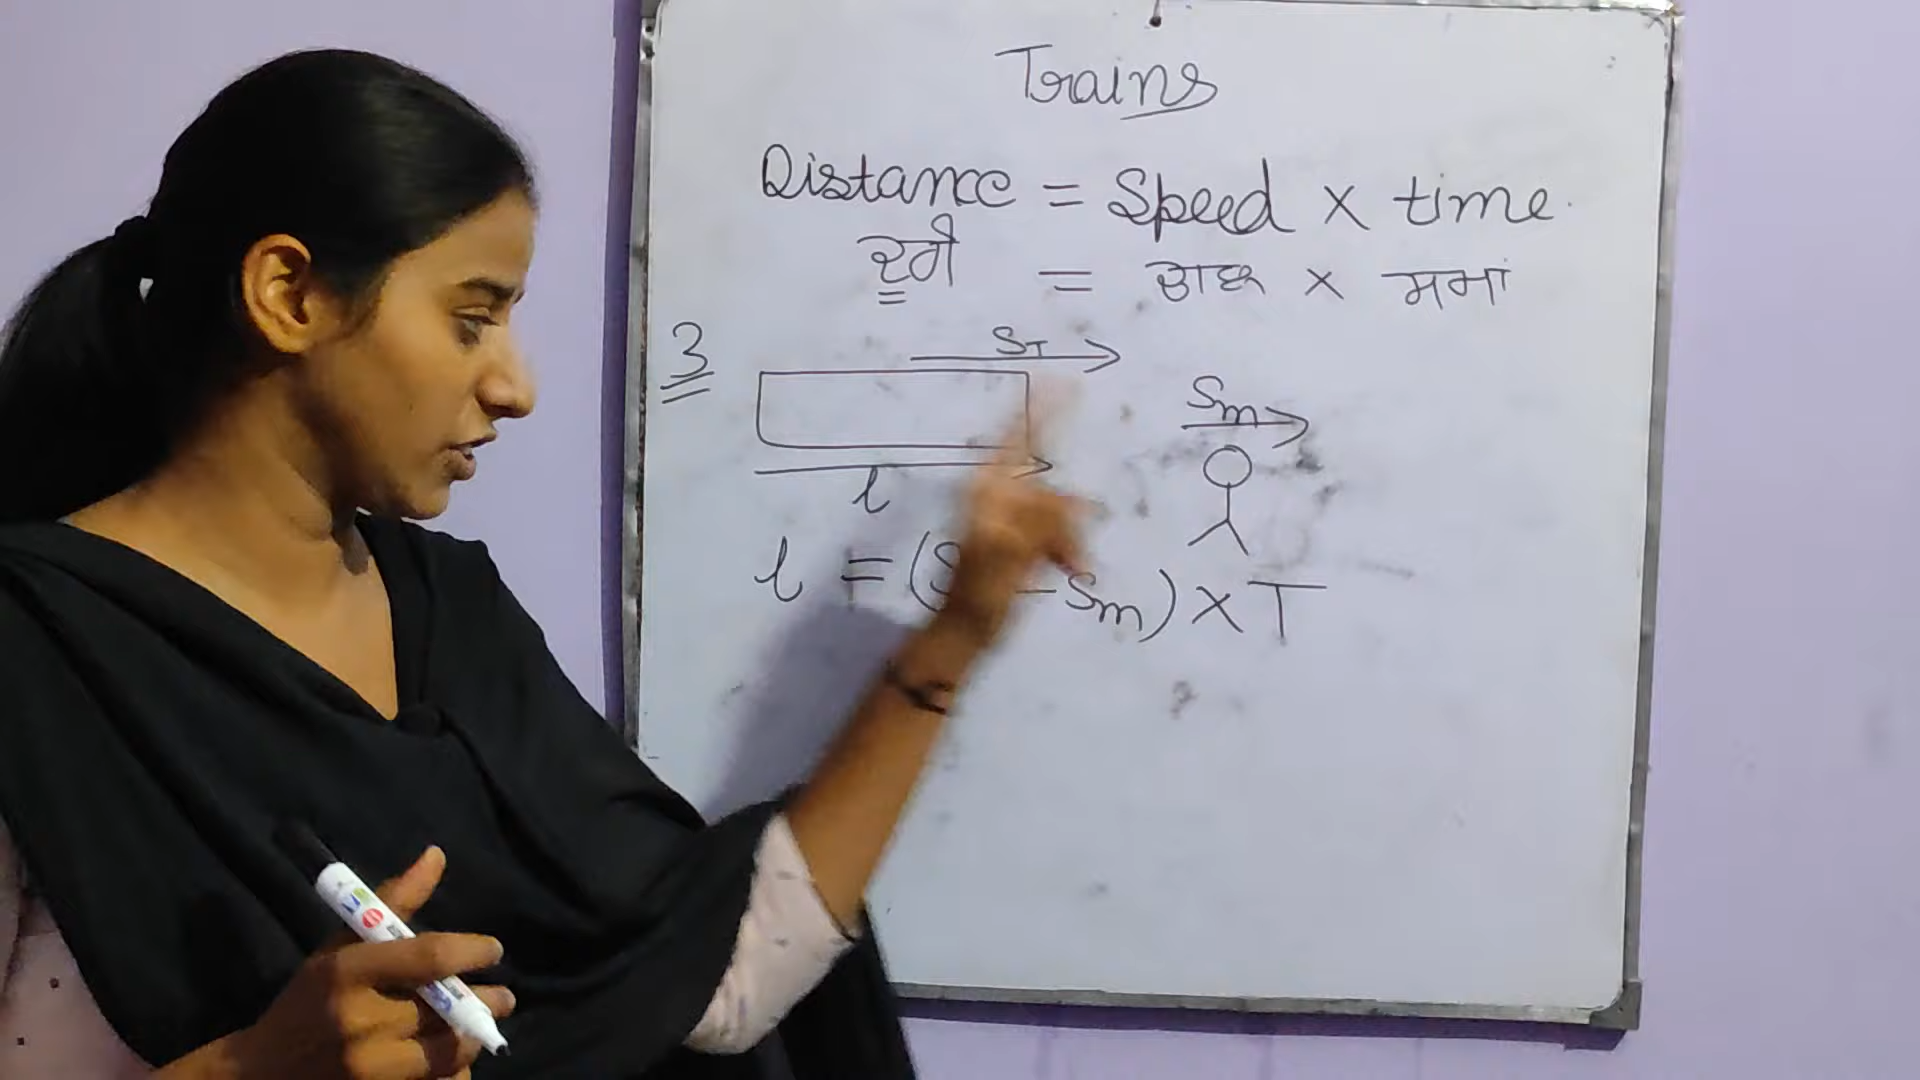 Trains
Distance = Speed × time.
ਦੂਰੀ = ਚਾਲ × ਸਮਾਂ
3
ST
Sm
l
l = (S - Sm) × T